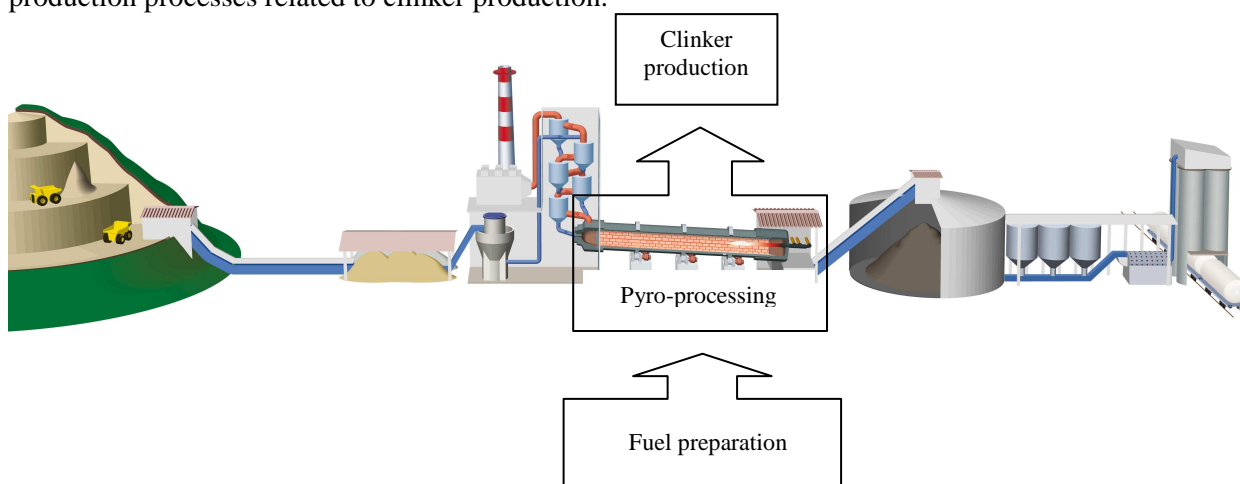 production processes related to clinker production.
Clinker
production
Pyro-processing
Fuel preparation